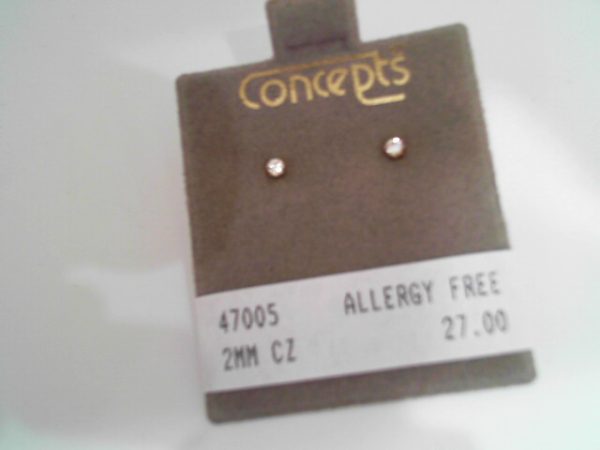 Concepts
47005 ALLERGY FREE
2MM CZ 27.00